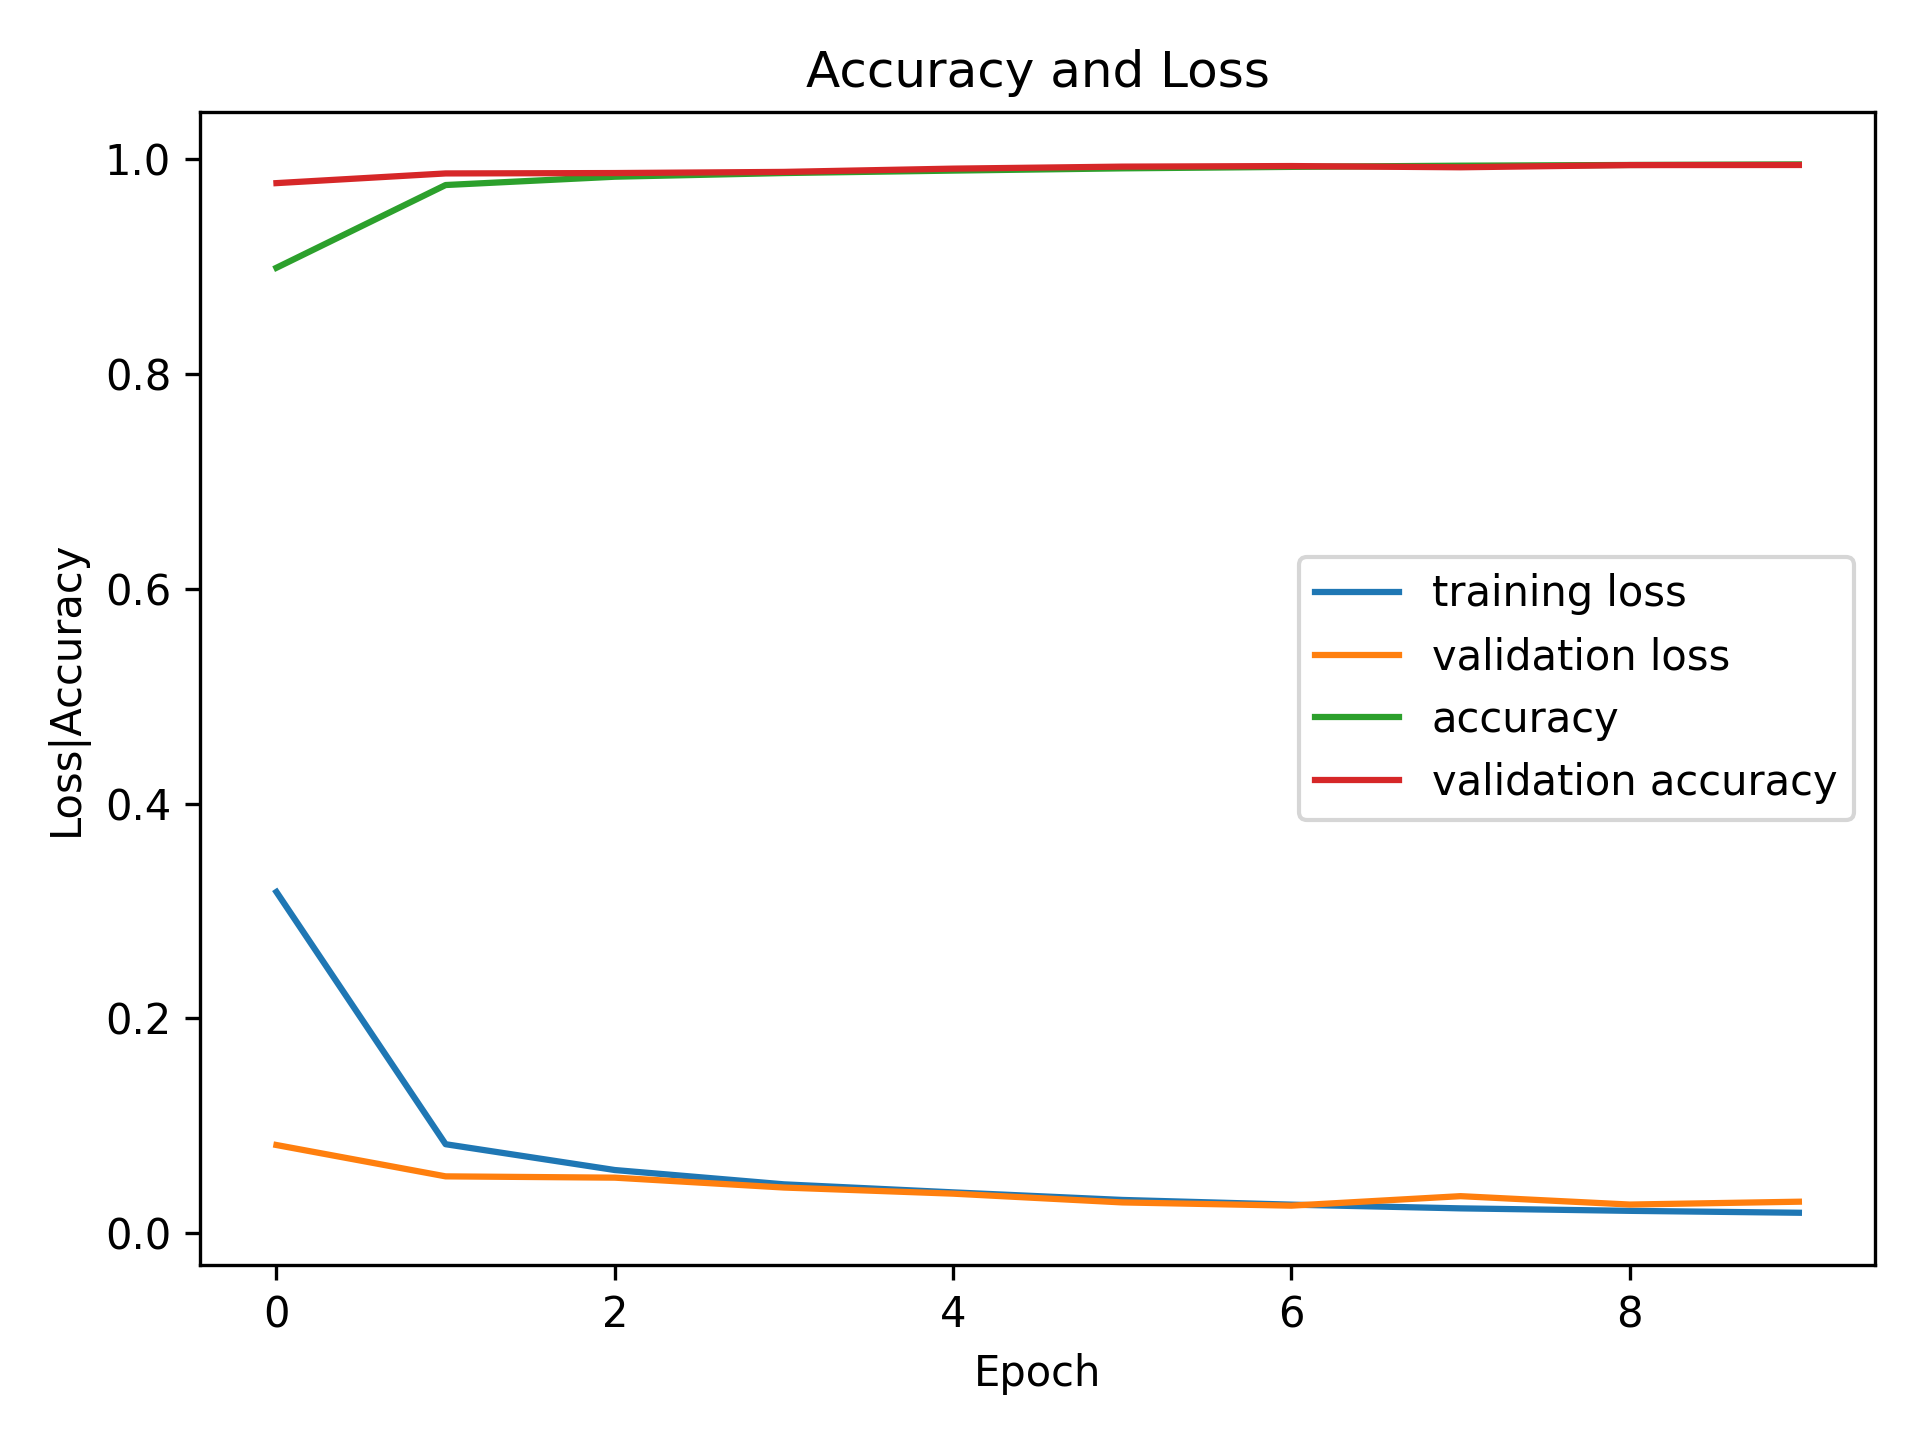 Accuracy and Loss
Loss|Accuracy
1.0
0.8
0.6
0.4
0.2
0.0
training loss
validation loss
accuracy
validation accuracy
0 2 4 6 8
Epoch